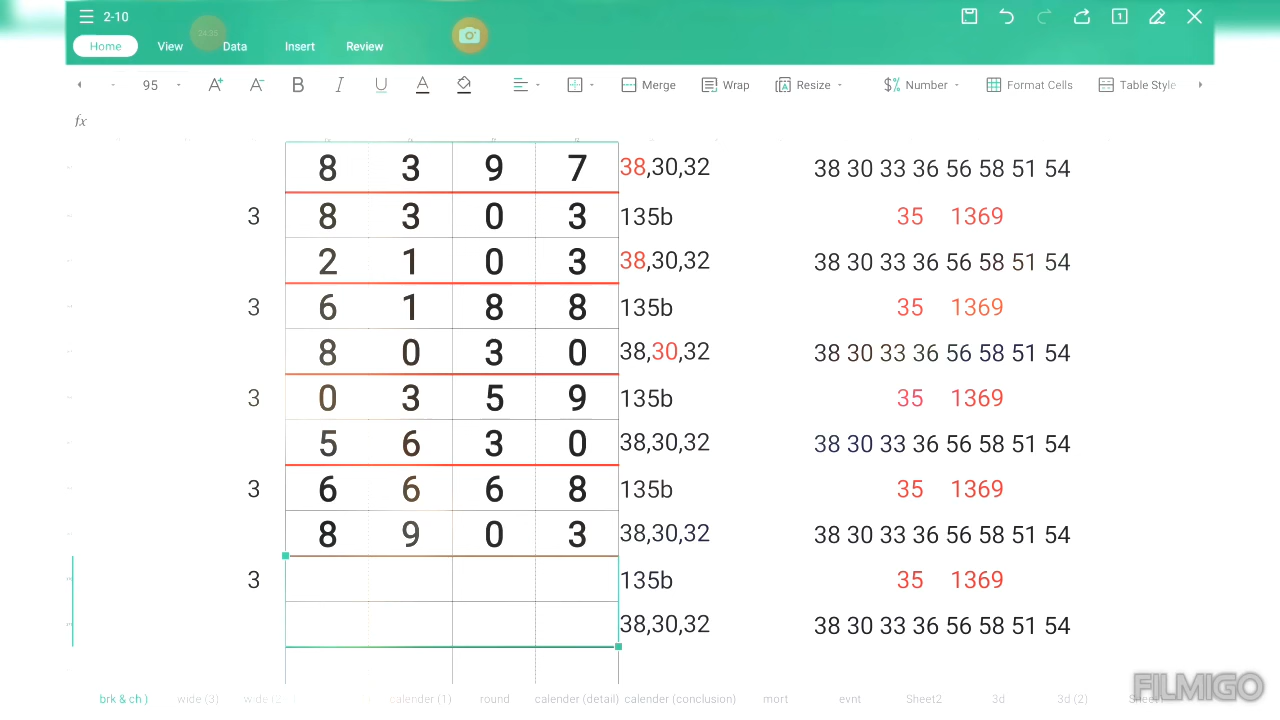 2-10
24:35
1
Home View Data Insert Review
95 A+ A- B I U A Merge Wrap Resize $% Number Format Cells Table Style
fx
8 3 9 7 38,30,32 38 30 33 36 56 58 51 54
3 8 3 0 3 135b 35 1369
2 1 0 3 38,30,32 38 30 33 36 56 58 51 54
3 6 1 8 8 135b 35 1369
8 0 3 0 38,30,32 38 30 33 36 56 58 51 54
3 0 3 5 9 135b 35 1369
5 6 3 0 38,30,32 38 30 33 36 56 58 51 54
3 6 6 6 8 135b 35 1369
8 9 0 3 38,30,32 38 30 33 36 56 58 51 54
3 135b 35 1369
38,30,32 38 30 33 36 56 58 51 54
brk & ch ) wide (3) calender (1) round calender (detail) calender (conclusion) mort evnt Sheet2 3d 3d (2)
FILMIGO